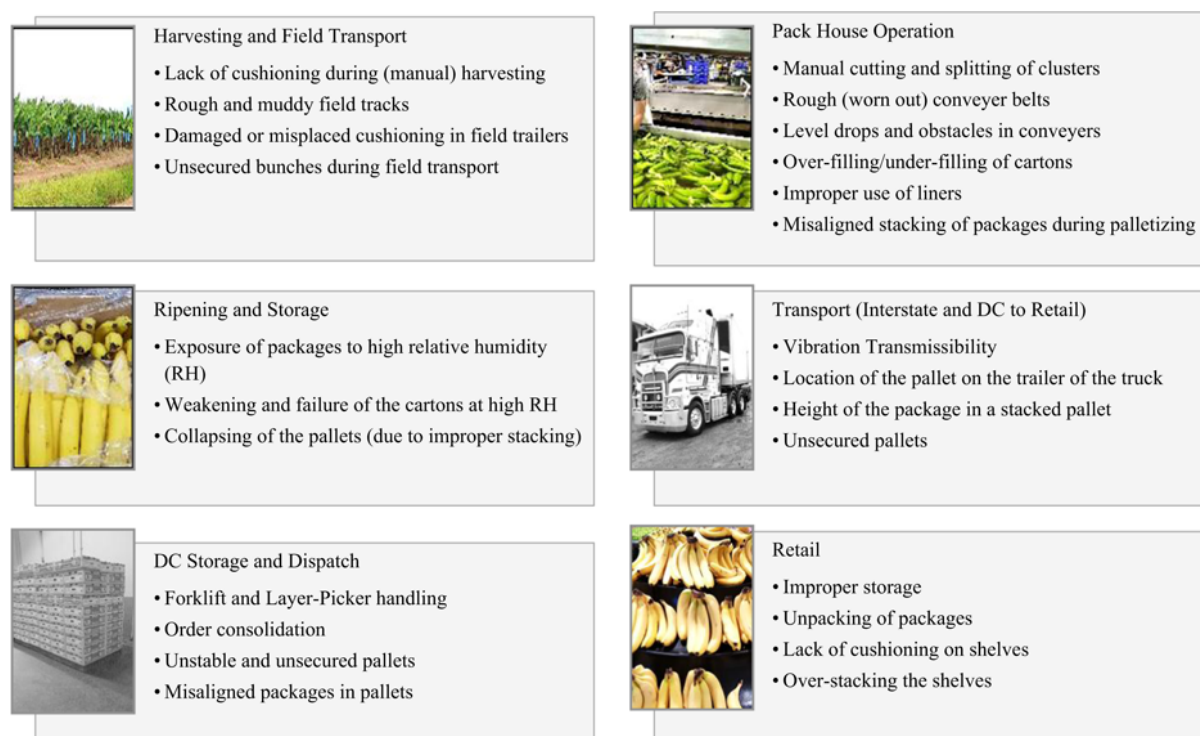 Harvesting and Field Transport
• Lack of cushioning during (manual) harvesting
• Rough and muddy field tracks
• Damaged or misplaced cushioning in field trailers
• Unsecured bunches during field transport
Pack House Operation
• Manual cutting and splitting of clusters
• Rough (worn out) conveyer belts
• Level drops and obstacles in conveyers
• Over-filling/under-filling of cartons
• Improper use of liners
• Misaligned stacking of packages during palletizing
Ripening and Storage
• Exposure of packages to high relative humidity
(RH)
• Weakening and failure of the cartons at high RH
• Collapsing of the pallets (due to improper stacking)
Transport (Interstate and DC to Retail)
• Vibration Transmissibility
• Location of the pallet on the trailer of the truck
• Height of the package in a stacked pallet
• Unsecured pallets
DC Storage and Dispatch
• Forklift and Layer-Picker handling
• Order consolidation
• Unstable and unsecured pallets
• Misaligned packages in pallets
Retail
• Improper storage
• Unpacking of packages
• Lack of cushioning on shelves
• Over-stacking the shelves